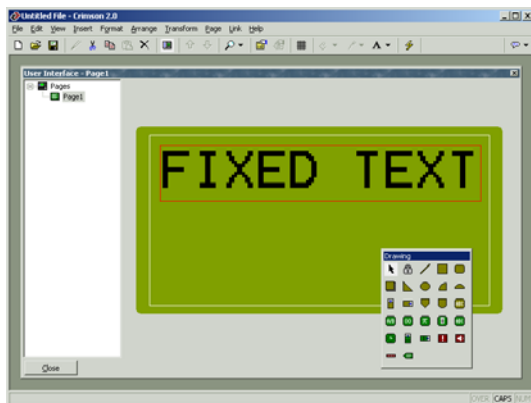 Untitled File - Crimson 2.0
File Edit View Insert Format Arrange Transform Page Link Help
User Interface - Page1
Pages
Page1
FIXED TEXT
Drawing
Close
OVER CAPS NUM